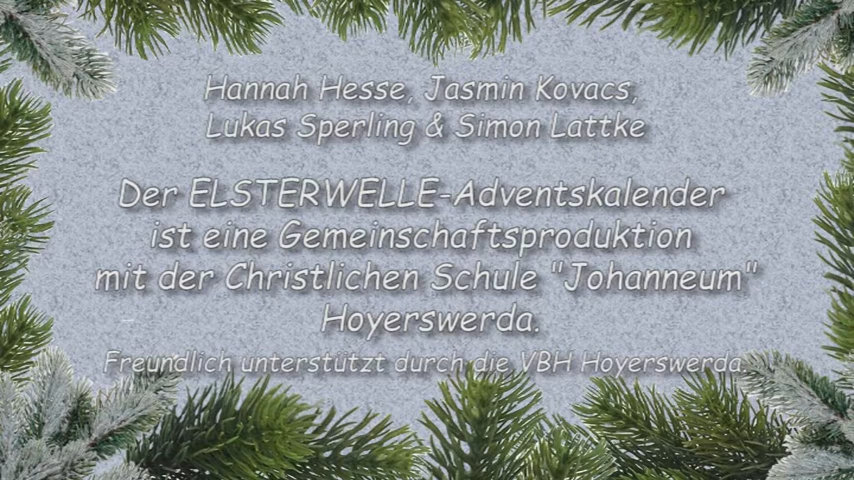 Hannah Hesse, Jasmin Kovacs,
Lukas Sperling & Simon Lattke
Der ELSTERWELLE-Adventskalender
ist eine Gemeinschaftsproduktion
mit der Christlichen Schule "Johanneum"
Hoyerswerda.
Freundlich unterstützt durch die VBH Hoyerswerda.